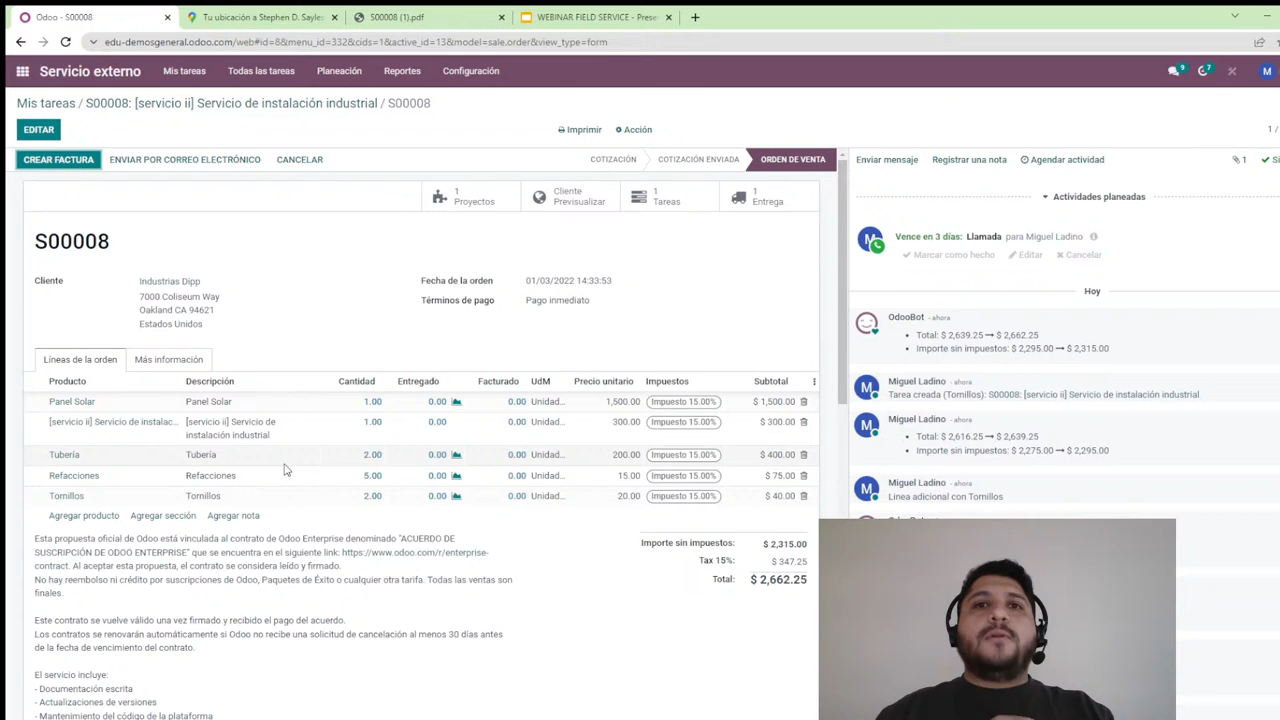 Odoo - S00008
Tu ubicación a Stephen D. Sayles
S00008 (1).pdf
WEBINAR FIELD SERVICE - Prese
edu-demosgeneral.odoo.com/web#id=8&menu_id=332&cids=1&active_id=13&model=sale.order&view_type=form
Servicio externo
Mis tareas
Todas las tareas
Planeación
Reportes
Configuración
9
7
M
Mis tareas / S00008: [servicio ii] Servicio de instalación industrial / S00008
EDITAR
Imprimir
Acción
1 /
CREAR FACTURA
ENVIAR POR CORREO ELECTRÓNICO
CANCELAR
COTIZACIÓN
COTIZACIÓN ENVIADA
ORDEN DE VENTA
1
Proyectos
Cliente
Previsualizar
1
Tareas
1
Entrega
S00008
Cliente
Industrias Dipp
7000 Coliseum Way
Oakland CA 94621
Estados Unidos
Fecha de la orden 01/03/2022 14:33:53
Términos de pago Pago inmediato
Líneas de la orden
Más información
Producto Descripción Cantidad Entregado Facturado UdM Precio unitario Impuestos Subtotal
Panel Solar Panel Solar 1.00 0.00 0.00 Unidad... 1,500.00 Impuesto 15.00% $ 1,500.00
[servicio ii] Servicio de instalac... [servicio ii] Servicio de 1.00 0.00 0.00 Unidad... 300.00 Impuesto 15.00% $ 300.00
instalación industrial
Tubería Tubería 2.00 0.00 0.00 Unidad... 200.00 Impuesto 15.00% $ 400.00
Refacciones Refacciones 5.00 0.00 0.00 Unidad... 15.00 Impuesto 15.00% $ 75.00
Tornillos Tornillos 2.00 0.00 0.00 Unidad... 20.00 Impuesto 15.00% $ 40.00
Agregar producto Agregar sección Agregar nota
Esta propuesta oficial de Odoo está vinculada al contrato de Odoo Enterprise denominado "ACUERDO DE
SUSCRIPCIÓN DE ODOO ENTERPRISE" que se encuentra en el siguiente link: https://www.odoo.com/r/enterprise-
contract. Al aceptar esta propuesta, el contrato se considera leído y firmado.
No hay reembolso ni crédito por suscripciones de Odoo, Paquetes de Éxito o cualquier otra tarifa. Todas las ventas son
finales.
Este contrato se vuelve válido una vez firmado y recibido el pago del acuerdo.
Los contratos se renovarán automáticamente si Odoo no recibe una solicitud de cancelación al menos 30 días antes
de la fecha de vencimiento del contrato.
El servicio incluye:
- Documentación escrita
- Actualizaciones de versiones
- Mantenimiento del código de la plataforma
Importe sin impuestos: $ 2,315.00
Tax 15%: $ 347.25
Total: $ 2,662.25
Enviar mensaje
Registrar una nota
Agendar actividad
1
Si
Actividades planeadas
M
Vence en 3 días: Llamada para Miguel Ladino
Marcar como hecho Editar Cancelar
Hoy
OdooBot - ahora
Total: $ 2,639.25 → $ 2,662.25
Importe sin impuestos: $ 2,295.00 → $ 2,315.00
M
Miguel Ladino - ahora
Tarea creada (Tornillos): S00008: [servicio ii] Servicio de instalación industrial
M
Miguel Ladino - ahora
Total: $ 2,616.25 → $ 2,639.25
Importe sin impuestos: $ 2,275.00 → $ 2,295.00
M
Miguel Ladino - ahora
Linea adicional con Tornillos